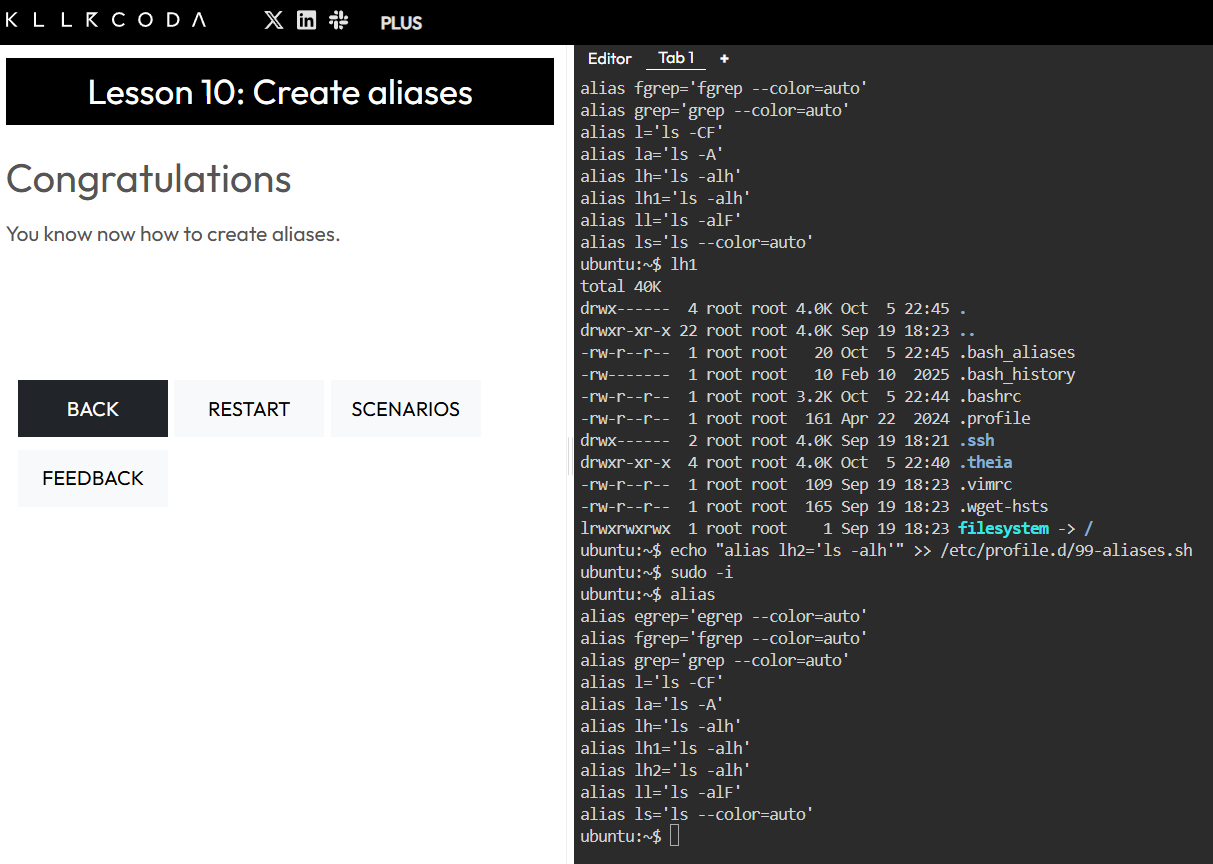 KLLRCODA
PLUS
Lesson 10: Create aliases
Congratulations
You know now how to create aliases.
BACK
RESTART
SCENARIOS
FEEDBACK
Editor Tab 1 +
alias fgrep='fgrep --color=auto'
alias grep='grep --color=auto'
alias l='ls -CF'
alias la='ls -A'
alias lh='ls -alh'
alias lh1='ls -alh'
alias ll='ls -alF'
alias ls='ls --color=auto'
ubuntu:~$ lh1
total 40K
drwx------  4 root root 4.0K Oct  5 22:45 .
drwxr-xr-x 22 root root 4.0K Sep 19 18:23 ..
-rw-r--r--  1 root root   20 Oct  5 22:45 .bash_aliases
-rw-------  1 root root   10 Feb 10  2025 .bash_history
-rw-r--r--  1 root root 3.2K Oct  5 22:44 .bashrc
-rw-r--r--  1 root root  161 Apr 22  2024 .profile
drwx------  2 root root 4.0K Sep 19 18:21 .ssh
drwxr-xr-x  4 root root 4.0K Oct  5 22:40 .theia
-rw-r--r--  1 root root  109 Sep 19 18:23 .vimrc
-rw-r--r--  1 root root  165 Sep 19 18:23 .wget-hsts
lrwxrwxrwx  1 root root    1 Sep 19 18:23 filesystem -> /
ubuntu:~$ echo "alias lh2='ls -alh'" >> /etc/profile.d/99-aliases.sh
ubuntu:~$ sudo -i
ubuntu:~$ alias
alias egrep='egrep --color=auto'
alias fgrep='fgrep --color=auto'
alias grep='grep --color=auto'
alias l='ls -CF'
alias la='ls -A'
alias lh='ls -alh'
alias lh1='ls -alh'
alias lh2='ls -alh'
alias ll='ls -alF'
alias ls='ls --color=auto'
ubuntu:~$